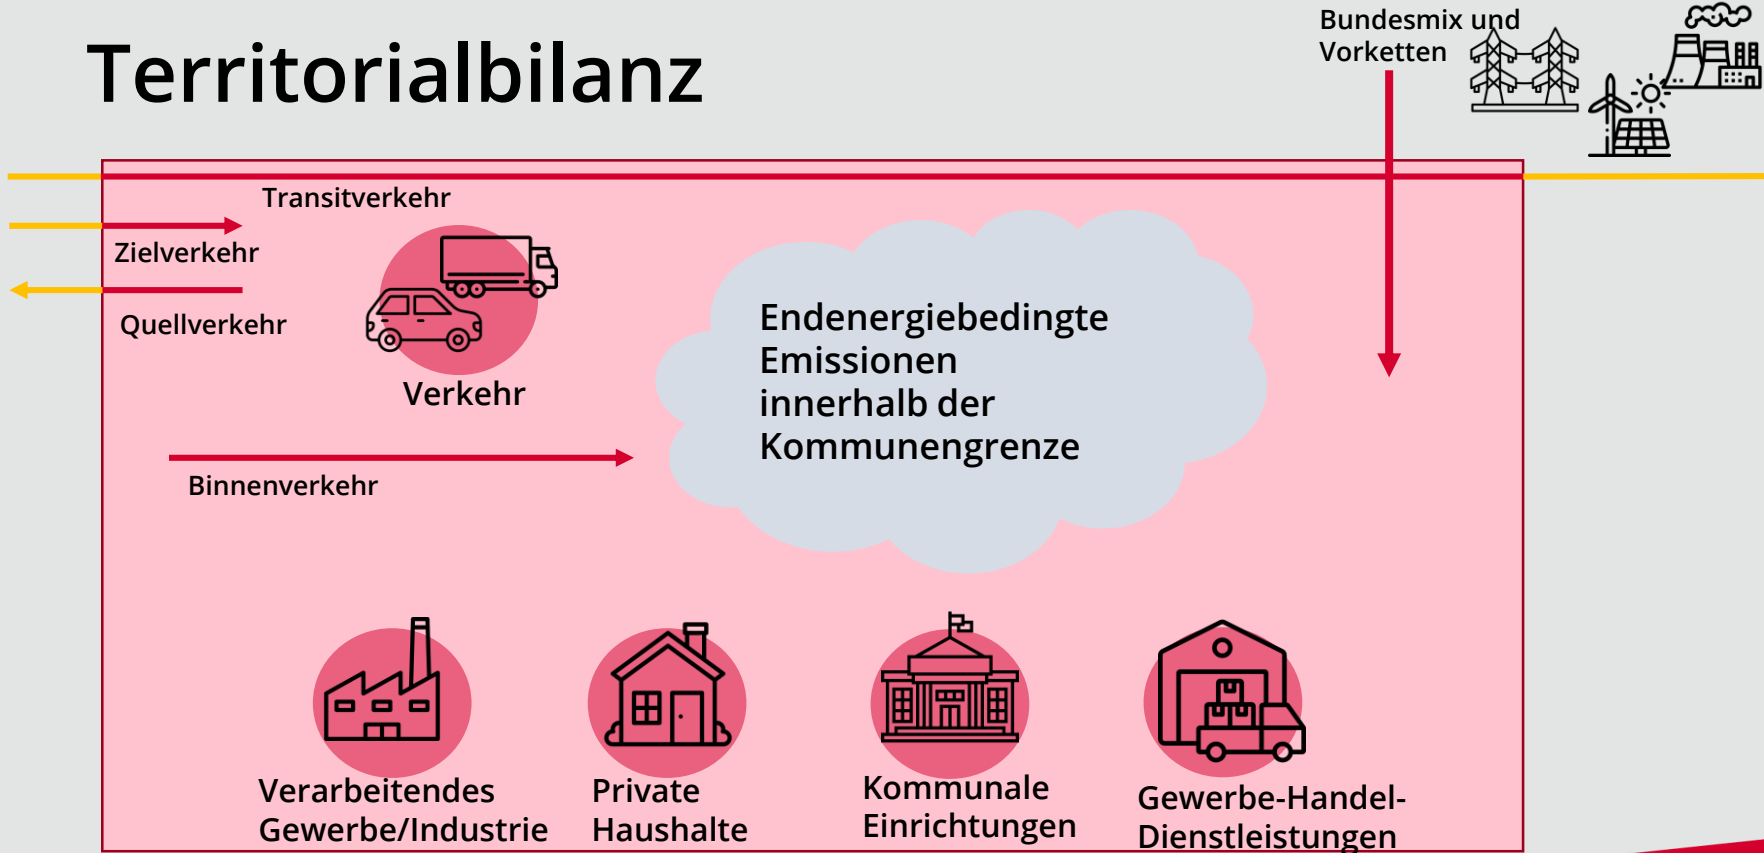 Territorialbilanz
Bundesmix und
Vorketten
Transitverkehr
Zielverkehr
Quellverkehr
Verkehr
Binnenverkehr
Endenergiebedingte
Emissionen
innerhalb der
Kommunengrenze
Verarbeitendes
Gewerbe/Industrie
Private
Haushalte
Kommunale
Einrichtungen
Gewerbe-Handel-
Dienstleistungen